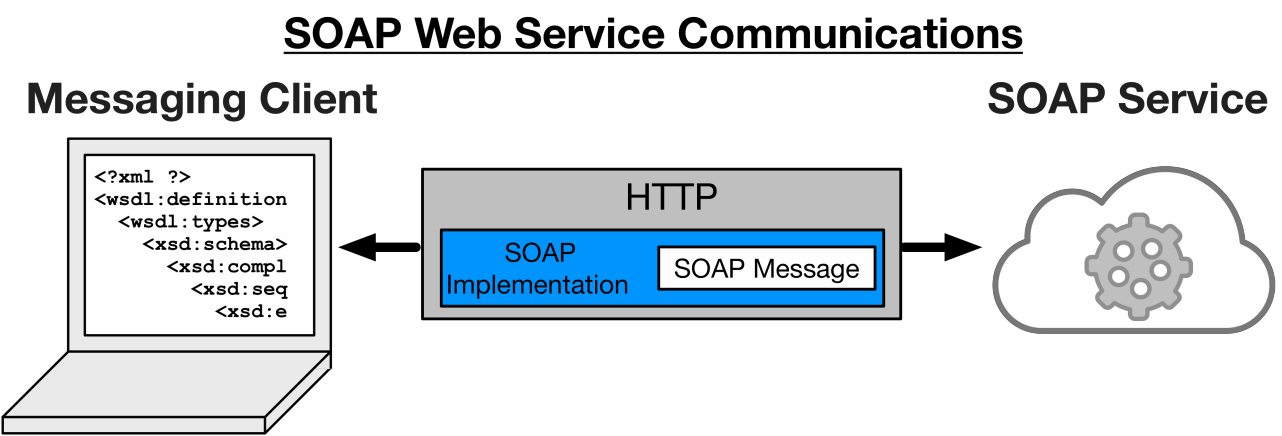 SOAP Web Service Communications
Messaging Client
SOAP Service
<?xml ?>
<wsdl:definition
<wsdl:types>
<xsd:schema>
<xsd:compl
<xsd:seq
<xsd:e
HTTP
SOAP
Implementation
SOAP Message